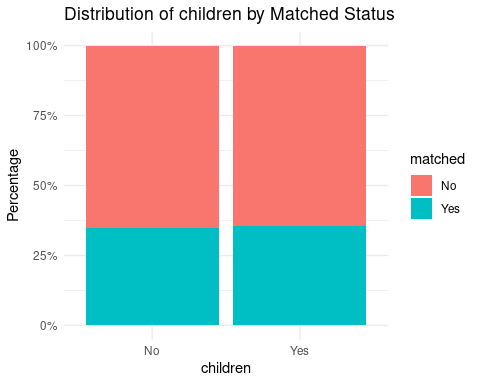 Distribution of children by Matched Status
100%
75%
50%
25%
0%
Percentage
No
Yes
children
matched
No
Yes